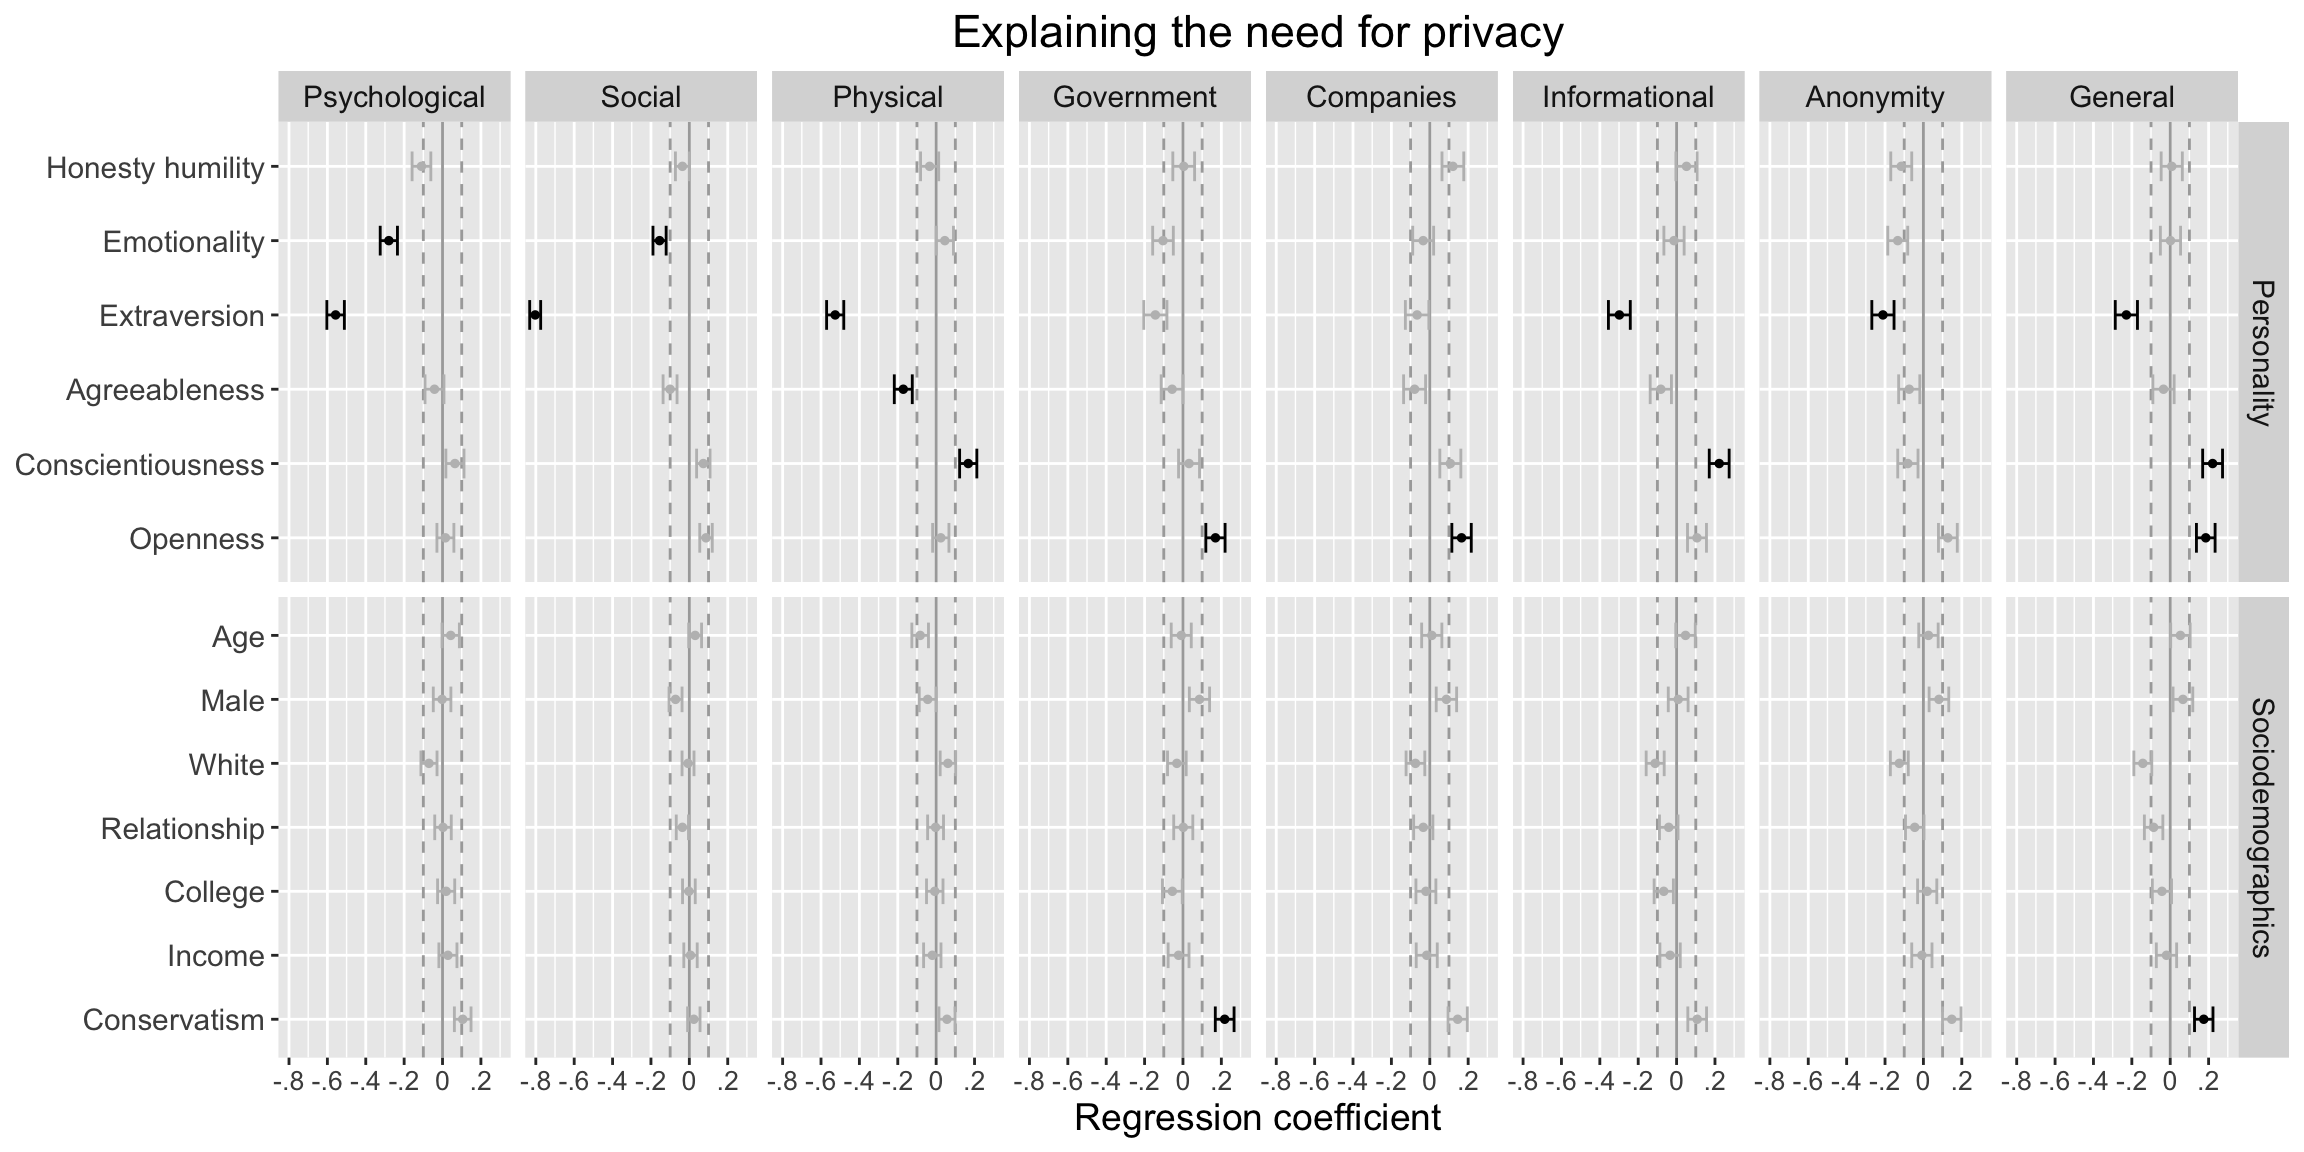 Explaining the need for privacy
Psychological Social Physical Government Companies Informational Anonymity General
Honesty humility
Emotionality
Extraversion
Agreeableness
Conscientiousness
Openness
Personality
Age
Male
White
Relationship
College
Income
Conservatism
Sociodemographics
-.8 -.6 -.4 -.2 0 .2 -.8 -.6 -.4 -.2 0 .2 -.8 -.6 -.4 -.2 0 .2 -.8 -.6 -.4 -.2 0 .2 -.8 -.6 -.4 -.2 0 .2 -.8 -.6 -.4 -.2 0 .2 -.8 -.6 -.4 -.2 0 .2 -.8 -.6 -.4 -.2 0 .2
Regression coefficient